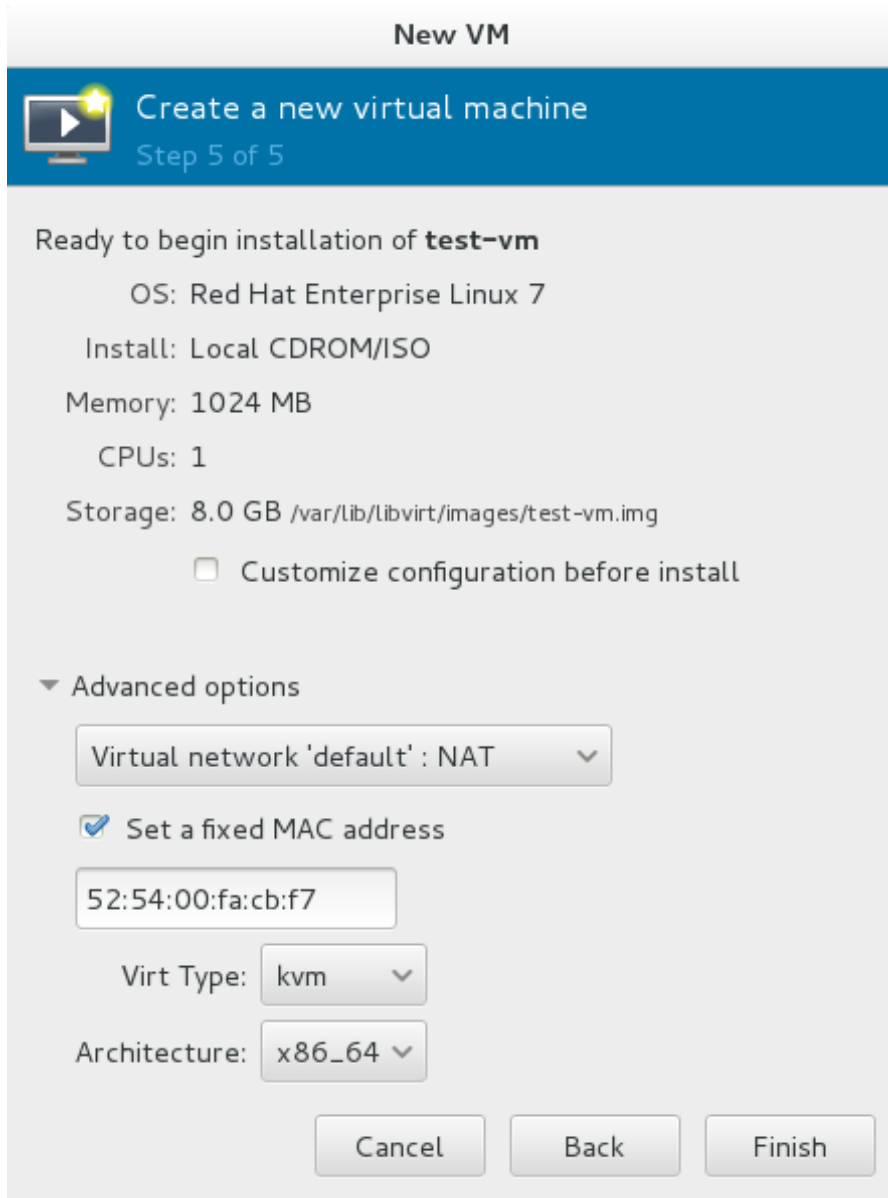 New VM
Create a new virtual machine
Step 5 of 5
Ready to begin installation of test-vm
OS: Red Hat Enterprise Linux 7
Install: Local CDROM/ISO
Memory: 1024 MB
CPUs: 1
Storage: 8.0 GB /var/lib/libvirt/images/test-vm.img
Customize configuration before install
Advanced options
Virtual network 'default' : NAT
Set a fixed MAC address
52:54:00:fa:cb:f7
Virt Type: kvm
Architecture: x86_64
Cancel Back Finish